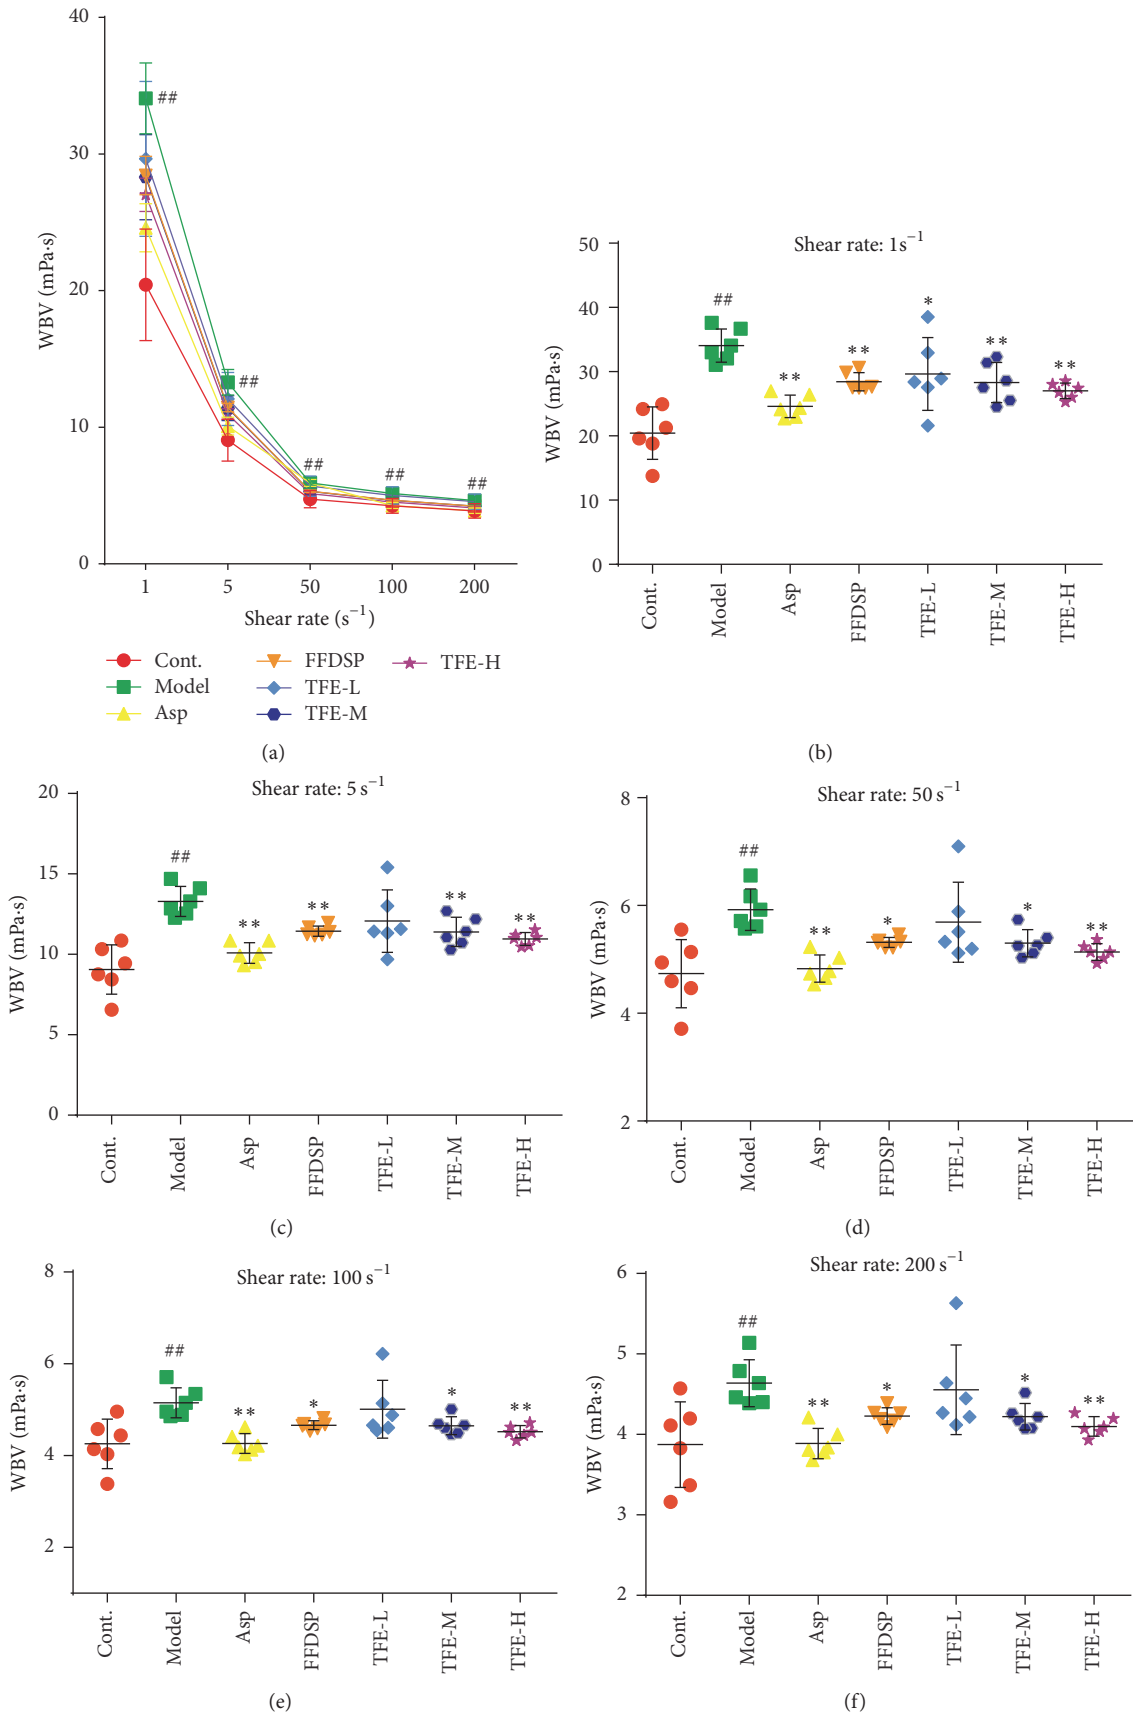 40
30
20
10
0
WBV (mPa·s)
##
##
##
##
##
1 5 50 100 200
Shear rate (s⁻¹)
Cont. FFDSP TFE-H
Model TFE-L
Asp TFE-M
(a)
Shear rate: 1s⁻¹
50
40
30
20
10
0
WBV (mPa·s)
## ** ** * ** **
Cont. Model Asp FFDSP TFE-L TFE-M TFE-H
(b)
Shear rate: 5 s⁻¹
20
15
10
5
0
WBV (mPa·s)
## ** ** ** **
Cont. Model Asp FFDSP TFE-L TFE-M TFE-H
(c)
Shear rate: 50 s⁻¹
8
6
4
2
WBV (mPa·s)
## ** * * **
Cont. Model Asp FFDSP TFE-L TFE-M TFE-H
(d)
Shear rate: 100 s⁻¹
8
6
4
2
WBV (mPa·s)
## ** * * **
Cont. Model Asp FFDSP TFE-L TFE-M TFE-H
(e)
Shear rate: 200 s⁻¹
6
5
4
3
2
WBV (mPa·s)
## ** * * **
Cont. Model Asp FFDSP TFE-L TFE-M TFE-H
(f)